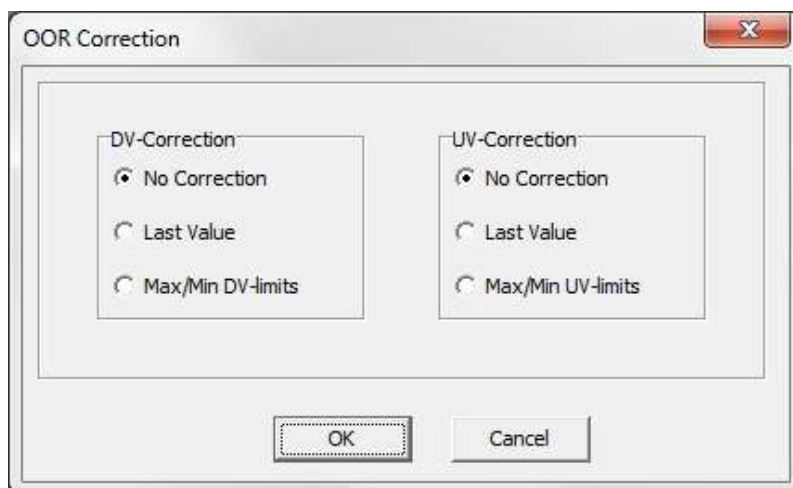 OOR Correction
DV-Correction
No Correction
Last Value
Max/Min DV-limits
UV-Correction
No Correction
Last Value
Max/Min UV-limits
OK
Cancel